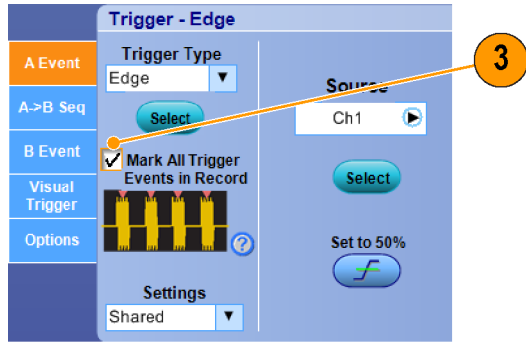 Trigger - Edge
A Event
A->B Seq
B Event
Visual
Trigger
Options
Trigger Type
Edge
Select
Mark All Trigger
Events in Record
?
Settings
Shared
Source
Ch1
Select
Set to 50%
3